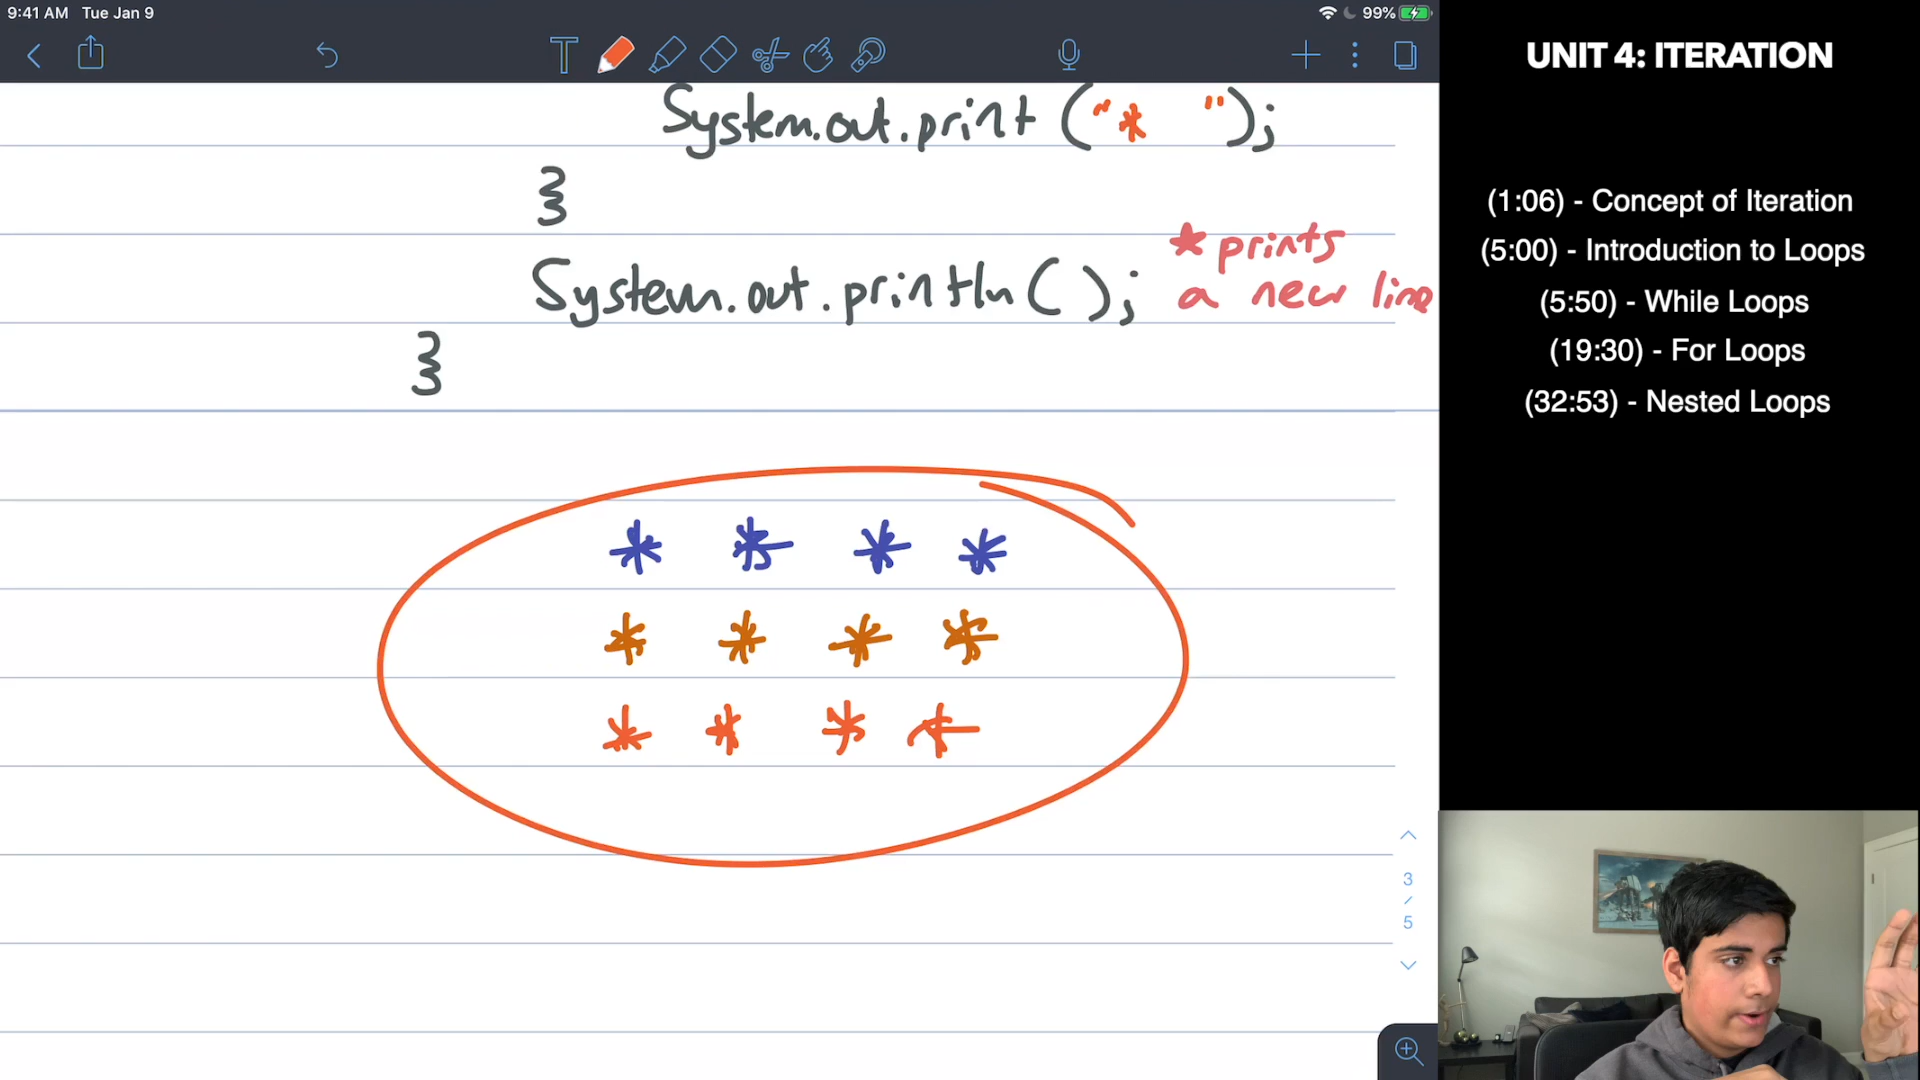 9:41 AM Tue Jan 9
99%
System.out.print ("* ");
}
System.out.println();
* prints
a new line
}
* * * *
* * * *
* * * *
3
/
5
UNIT 4: ITERATION
(1:06) - Concept of Iteration
(5:00) - Introduction to Loops
(5:50) - While Loops
(19:30) - For Loops
(32:53) - Nested Loops